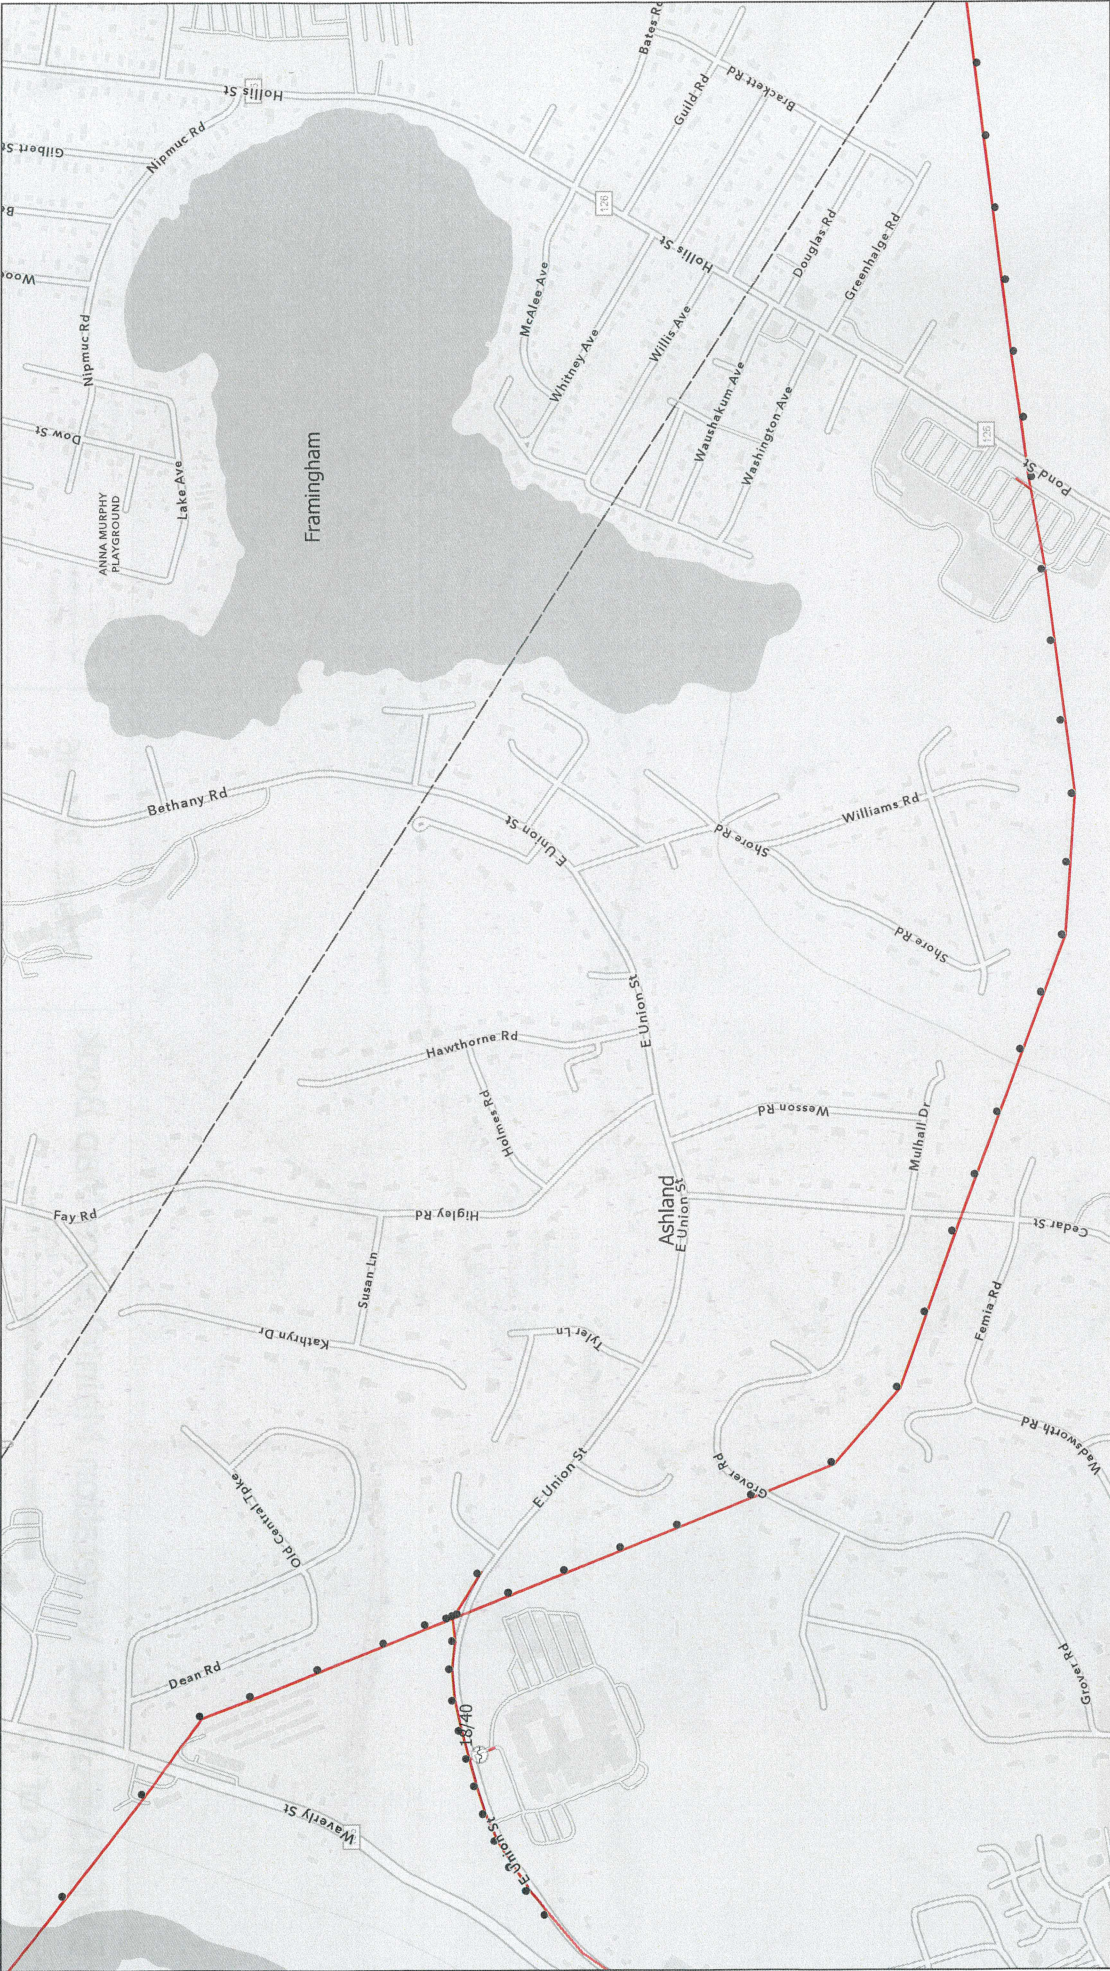 Bates Rd
Hollis St
Guild Rd
Brackett Rd
Nipmuc Rd
Gilbert St
126
Hollis St
Douglas Rd
Greenhalge Rd
McAlee Ave
Nipmuc Rd
Willis Ave
Whitney Ave
Waushakum Ave
Washington Ave
Dow St
126
Pond St
Lake Ave
Framingham
ANNA MURPHY
PLAYGROUND
Bethany Rd
E Union St
Shore Rd
Williams Rd
Shore Rd
E Union St
Hawthorne Rd
Holmes Rd
Wesson Rd
Mulhall Dr
Ashland
E Union St
Fay Rd
Higley Rd
Cedar St
Susan Ln
Femia Rd
Kathryn Dr
Tyler Ln
Wadsworth Rd
E Union St
Grover Rd
Old Central Tpke
Dean Rd
Grover Rd
18/40
Waverly St
E Union St